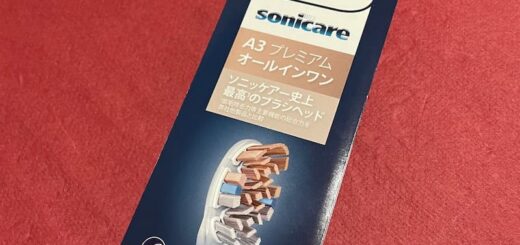 sonicare
A3 プレミアム
オールインワン
ソニッケアー史上
最高¹のブラシヘッド